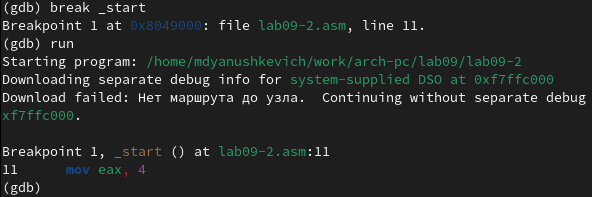 (gdb) break _start
Breakpoint 1 at 0x8049000: file lab09-2.asm, line 11.
(gdb) run
Starting program: /home/mdyanushkevich/work/arch-pc/lab09/lab09-2
Downloading separate debug info for system-supplied DSO at 0xf7ffc000
Download failed: Нет маршрута до узла.  Continuing without separate debug
xf7ffc000.
Breakpoint 1, _start () at lab09-2.asm:11
11      mov eax, 4
(gdb)